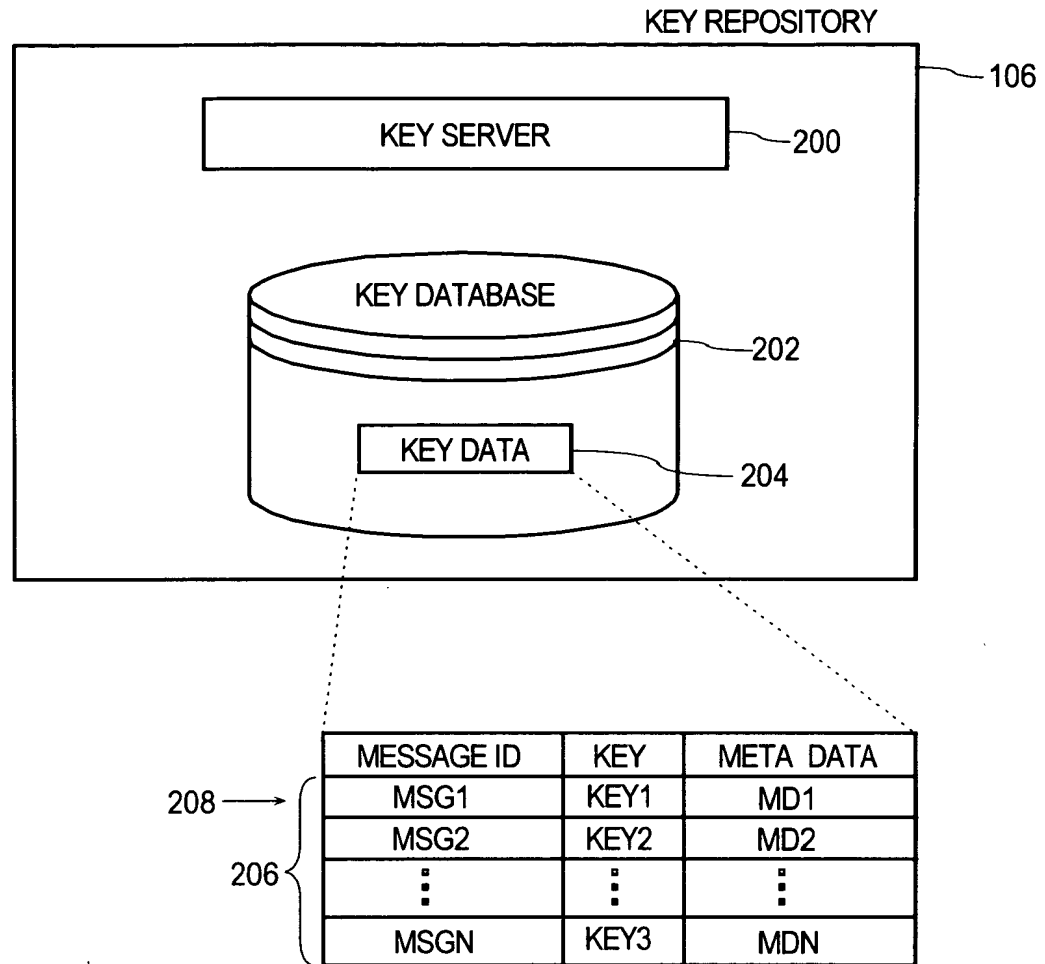 KEY REPOSITORY
106
KEY SERVER
200
KEY DATABASE
202
KEY DATA
204
MESSAGE ID KEY META DATA
208 MSG1 KEY1 MD1
MSG2 KEY2 MD2
206
MSGN KEY3 MDN